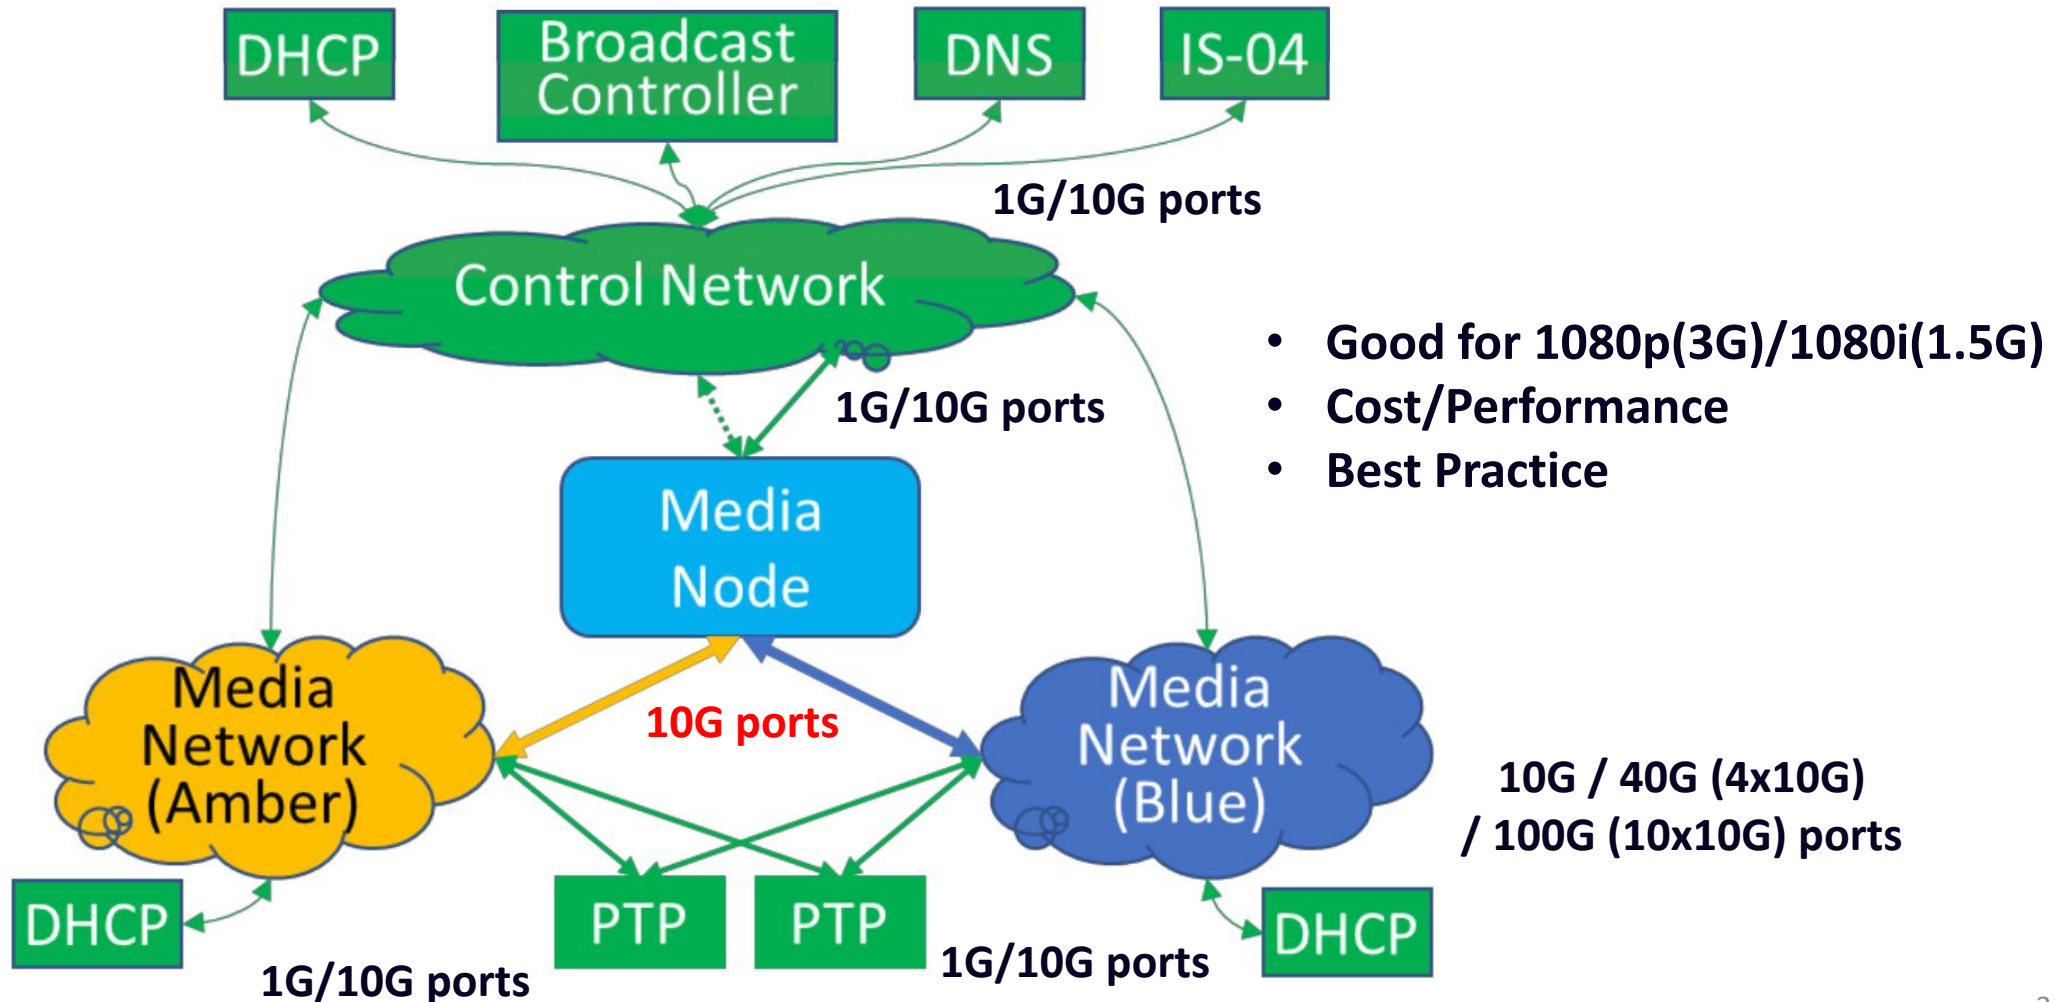 DHCP
Broadcast
Controller
DNS
IS-04
1G/10G ports
Control Network
• Good for 1080p(3G)/1080i(1.5G)
• Cost/Performance
• Best Practice
1G/10G ports
Media
Node
Media
Network
(Amber)
10G ports
Media
Network
(Blue)
10G / 40G (4x10G)
/ 100G (10x10G) ports
DHCP
PTP
PTP
DHCP
1G/10G ports
1G/10G ports